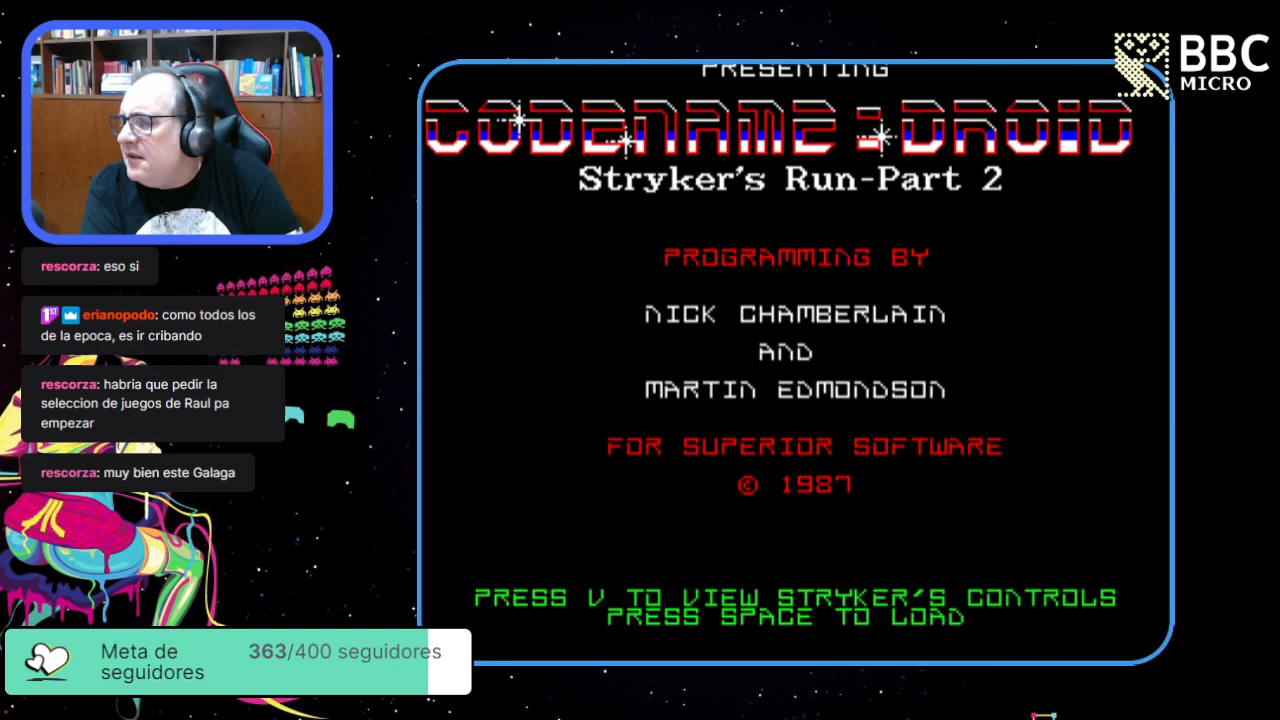 BBC
MICRO
PRESENTING
CODENAME : DROID
Stryker's Run-Part 2
PROGRAMMING BY
NICK CHAMBERLAIN
AND
MARTIN EDMONDSON
FOR SUPERIOR SOFTWARE
© 1987
PRESS V TO VIEW STRYKER'S CONTROLS
PRESS SPACE TO LOAD
rescorza: eso si
1ST erianopodo: como todos los
de la epoca, es ir cribando
rescorza: habria que pedir la
seleccion de juegos de Raul pa
empezar
rescorza: muy bien este Galaga
Meta de
seguidores
363/400 seguidores